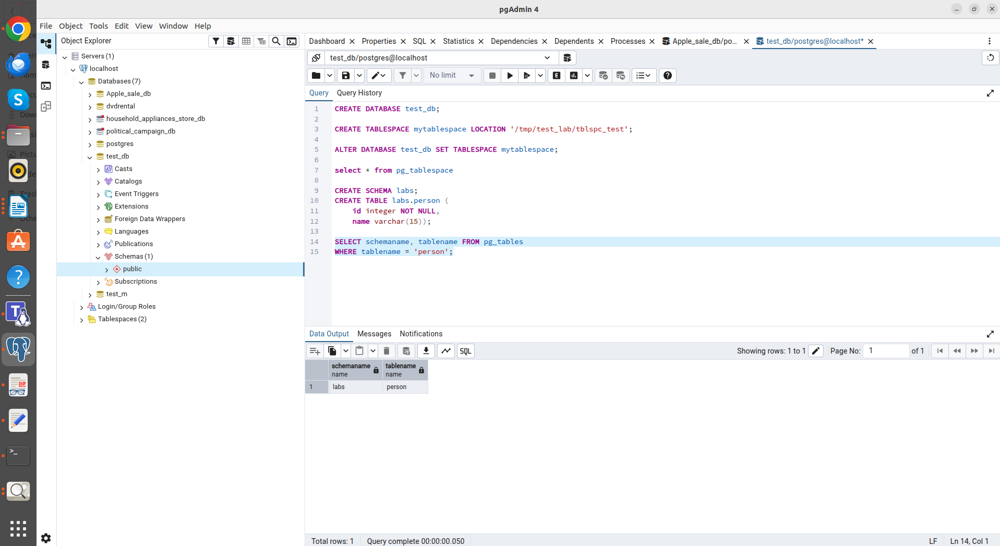 pgAdmin 4
File Object Tools Edit View Window Help
Object Explorer
Dashboard Properties SQL Statistics Dependencies Dependents Processes Apple_sale_db/po... test_db/postgres@localhost*
Servers (1)
localhost
Databases (7)
Apple_sale_db
dvdrental
household_appliances_store_db
political_campaign_db
postgres
test_db
Casts
Catalogs
Event Triggers
Extensions
Foreign Data Wrappers
Languages
Publications
Schemas (1)
public
Subscriptions
test_m
Login/Group Roles
Tablespaces (2)
test_db/postgres@localhost
No limit
Query Query History
1 CREATE DATABASE test_db;
2
3 CREATE TABLESPACE mytablespace LOCATION '/tmp/test_lab/tblspc_test';
4
5 ALTER DATABASE test_db SET TABLESPACE mytablespace;
6
7 select * from pg_tablespace
8
9 CREATE SCHEMA labs;
10 CREATE TABLE labs.person (
11 id integer NOT NULL,
12 name varchar(15));
13
14 SELECT schemaname, tablename FROM pg_tables
15 WHERE tablename = 'person';
Data Output Messages Notifications
SQL Showing rows: 1 to 1 Page No: 1 of 1
schemaname tablename
name name
1 labs person
Total rows: 1 Query complete 00:00:00.050 LF Ln 14, Col 1